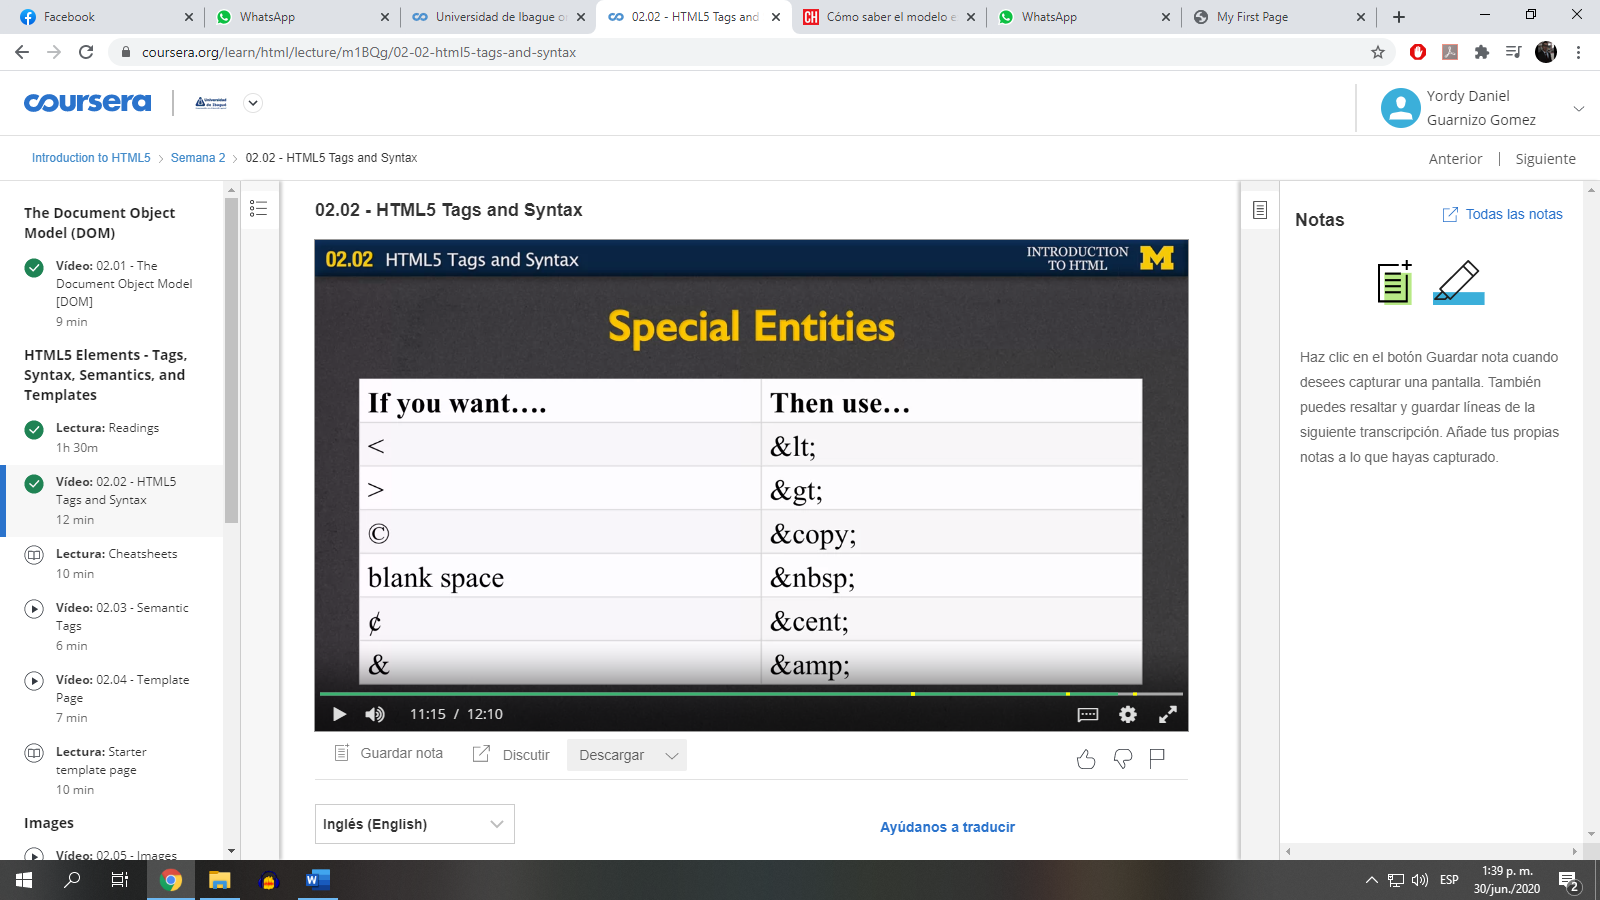 Facebook
WhatsApp
Universidad de Ibague o
02.02 - HTML5 Tags and
CH
Cómo saber el modelo e
WhatsApp
My First Page
coursera.org/learn/html/lecture/m1BQg/02-02-html5-tags-and-syntax
coursera
Universidad de Ibagué
Yordy Daniel
Guarnizo Gomez
Introduction to HTML5 > Semana 2 > 02.02 - HTML5 Tags and Syntax
Anterior | Siguiente
The Document Object
Model (DOM)
Vídeo: 02.01 - The
Document Object Model
[DOM]
9 min
HTML5 Elements - Tags,
Syntax, Semantics, and
Templates
Lectura: Readings
1h 30m
Vídeo: 02.02 - HTML5
Tags and Syntax
12 min
Lectura: Cheatsheets
10 min
Vídeo: 02.03 - Semantic
Tags
6 min
Vídeo: 02.04 - Template
Page
7 min
Lectura: Starter
template page
10 min
Images
Vídeo: 02.05 - Images
02.02 - HTML5 Tags and Syntax
02.02 HTML5 Tags and Syntax
INTRODUCTION
TO HTML
M
Special Entities
If you want.... Then use...
< &lt;
> &gt;
© &copy;
blank space &nbsp;
¢ &cent;
& &amp;
11:15 / 12:10
Guardar nota
Discutir
Descargar
Inglés (English)
Ayúdanos a traducir
Notas
Todas las notas
Haz clic en el botón Guardar nota cuando
desees capturar una pantalla. También
puedes resaltar y guardar líneas de la
siguiente transcripción. Añade tus propias
notas a lo que hayas capturado.
W
ESP
1:39 p. m.
30/jun./2020
2